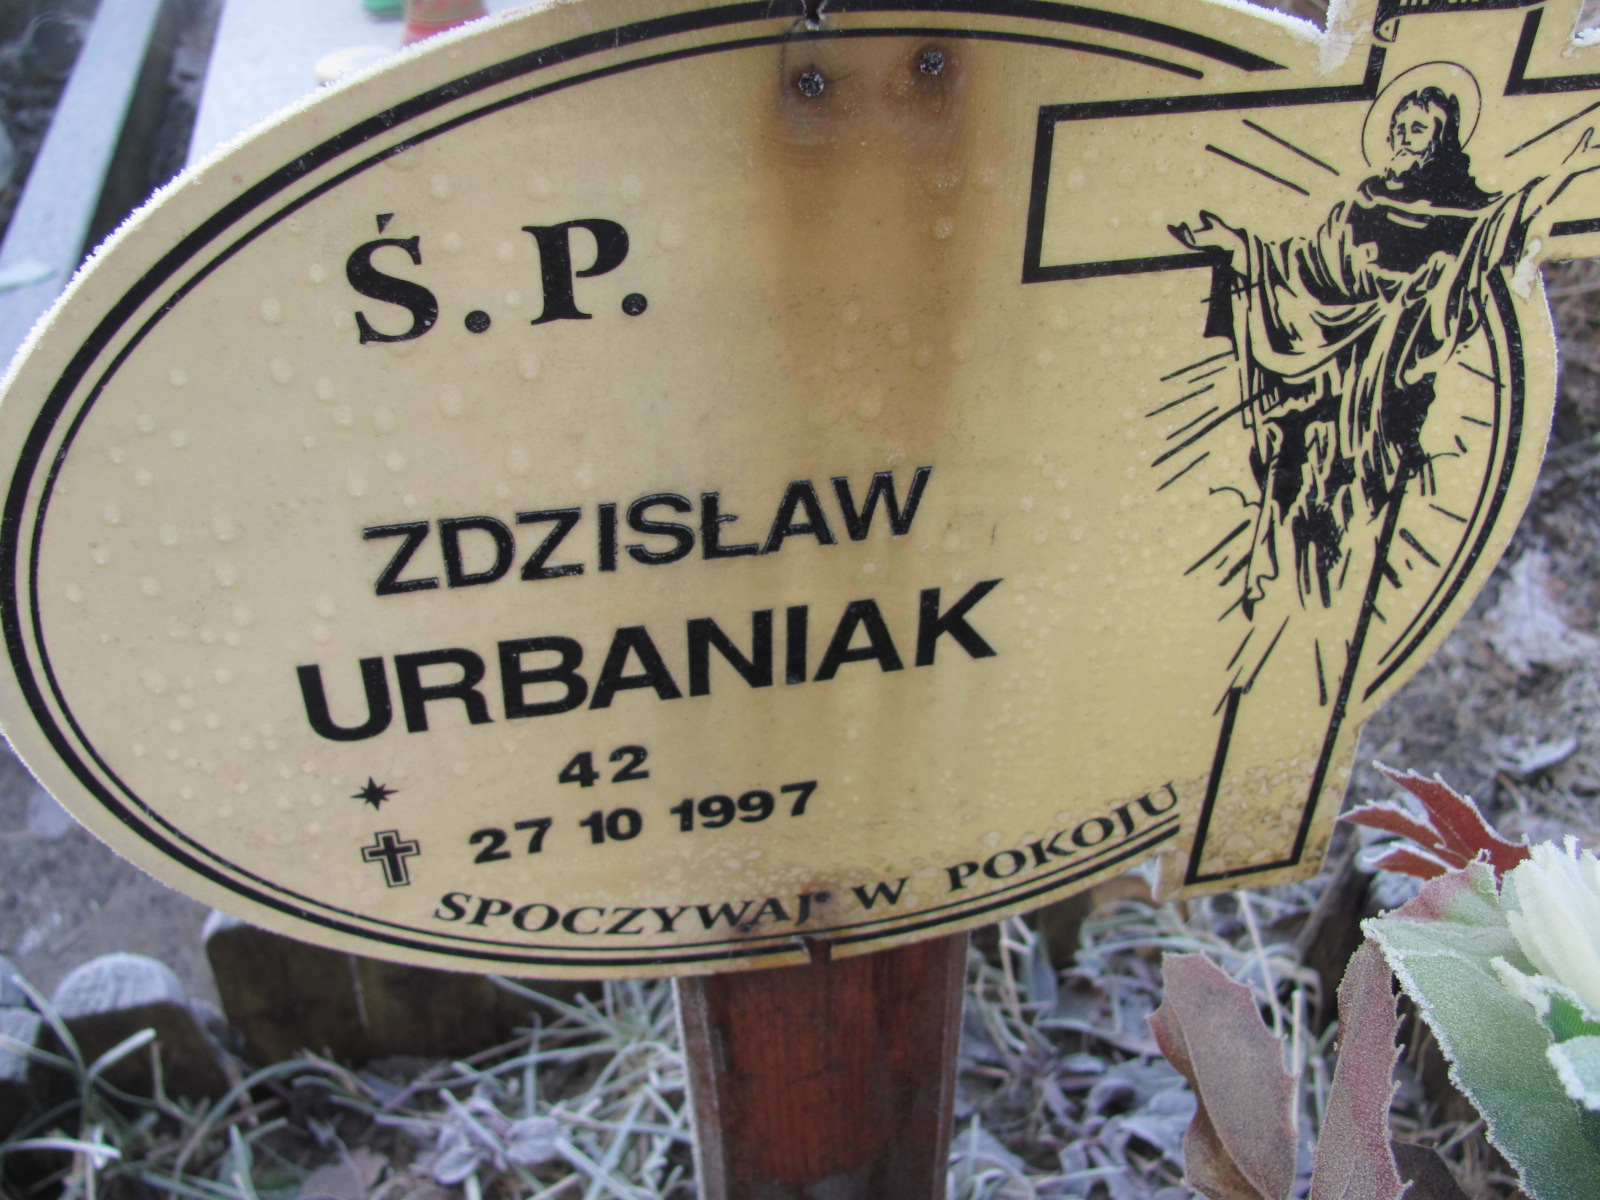 Ś. P.
ZDZISŁAW
URBANIAK
42
27 10 1997
SPOCZYWAJ W POKOJU